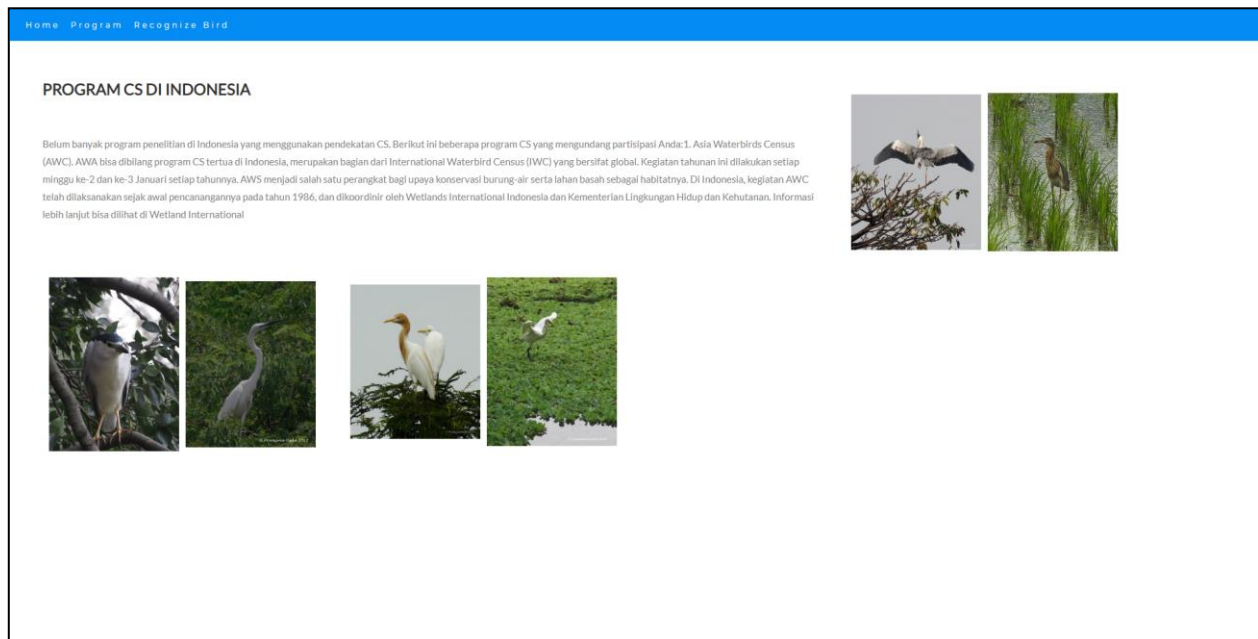 Home Program Recognize Bird
PROGRAM CS DI INDONESIA
Belum banyak program penelitian di Indonesia yang menggunakan pendekatan CS. Berikut ini beberapa program CS yang mengundang partisipasi Anda:1. Asia Waterbirds Census
(AWC). AWA bisa dibilang program CS tertua di Indonesia, merupakan bagian dari International Waterbird Census (IWC) yang bersifat global. Kegiatan tahunan ini dilakukan setiap
minggu ke-2 dan ke-3 Januari setiap tahunnya. AWS menjadi salah satu perangkat bagi upaya konservasi burung-air serta lahan basah sebagai habitatnya. Di Indonesia, kegiatan AWC
telah dilaksanakan sejak awal pencanangannya pada tahun 1986, dan dikoordinir oleh Wetlands International Indonesia dan Kementerian Lingkungan Hidup dan Kehutanan. Informasi
lebih lanjut bisa dilihat di Wetland International